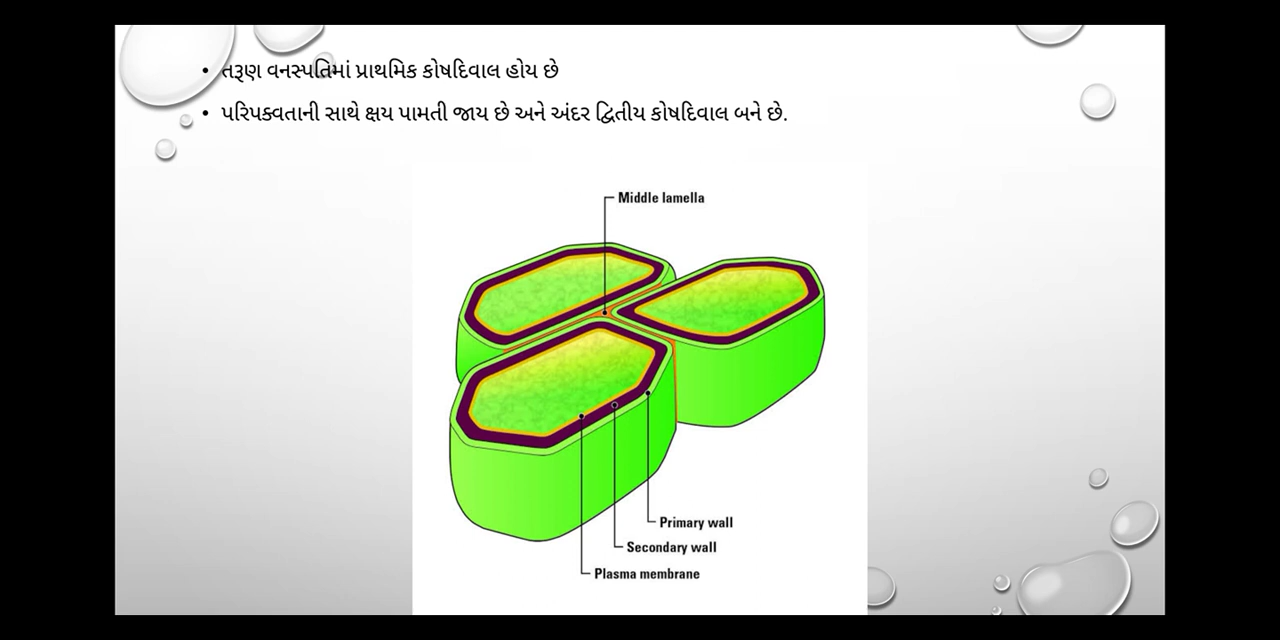 • તરૂણ વનસ્પતિમાં પ્રાથમિક કોષદિવાલ હોય છે
• પરિપક્વતાની સાથે ક્ષય પામતી જાય છે અને અંદર દ્વિતીય કોષદિવાલ બને છે.
Middle lamella
Primary wall
Secondary wall
Plasma membrane